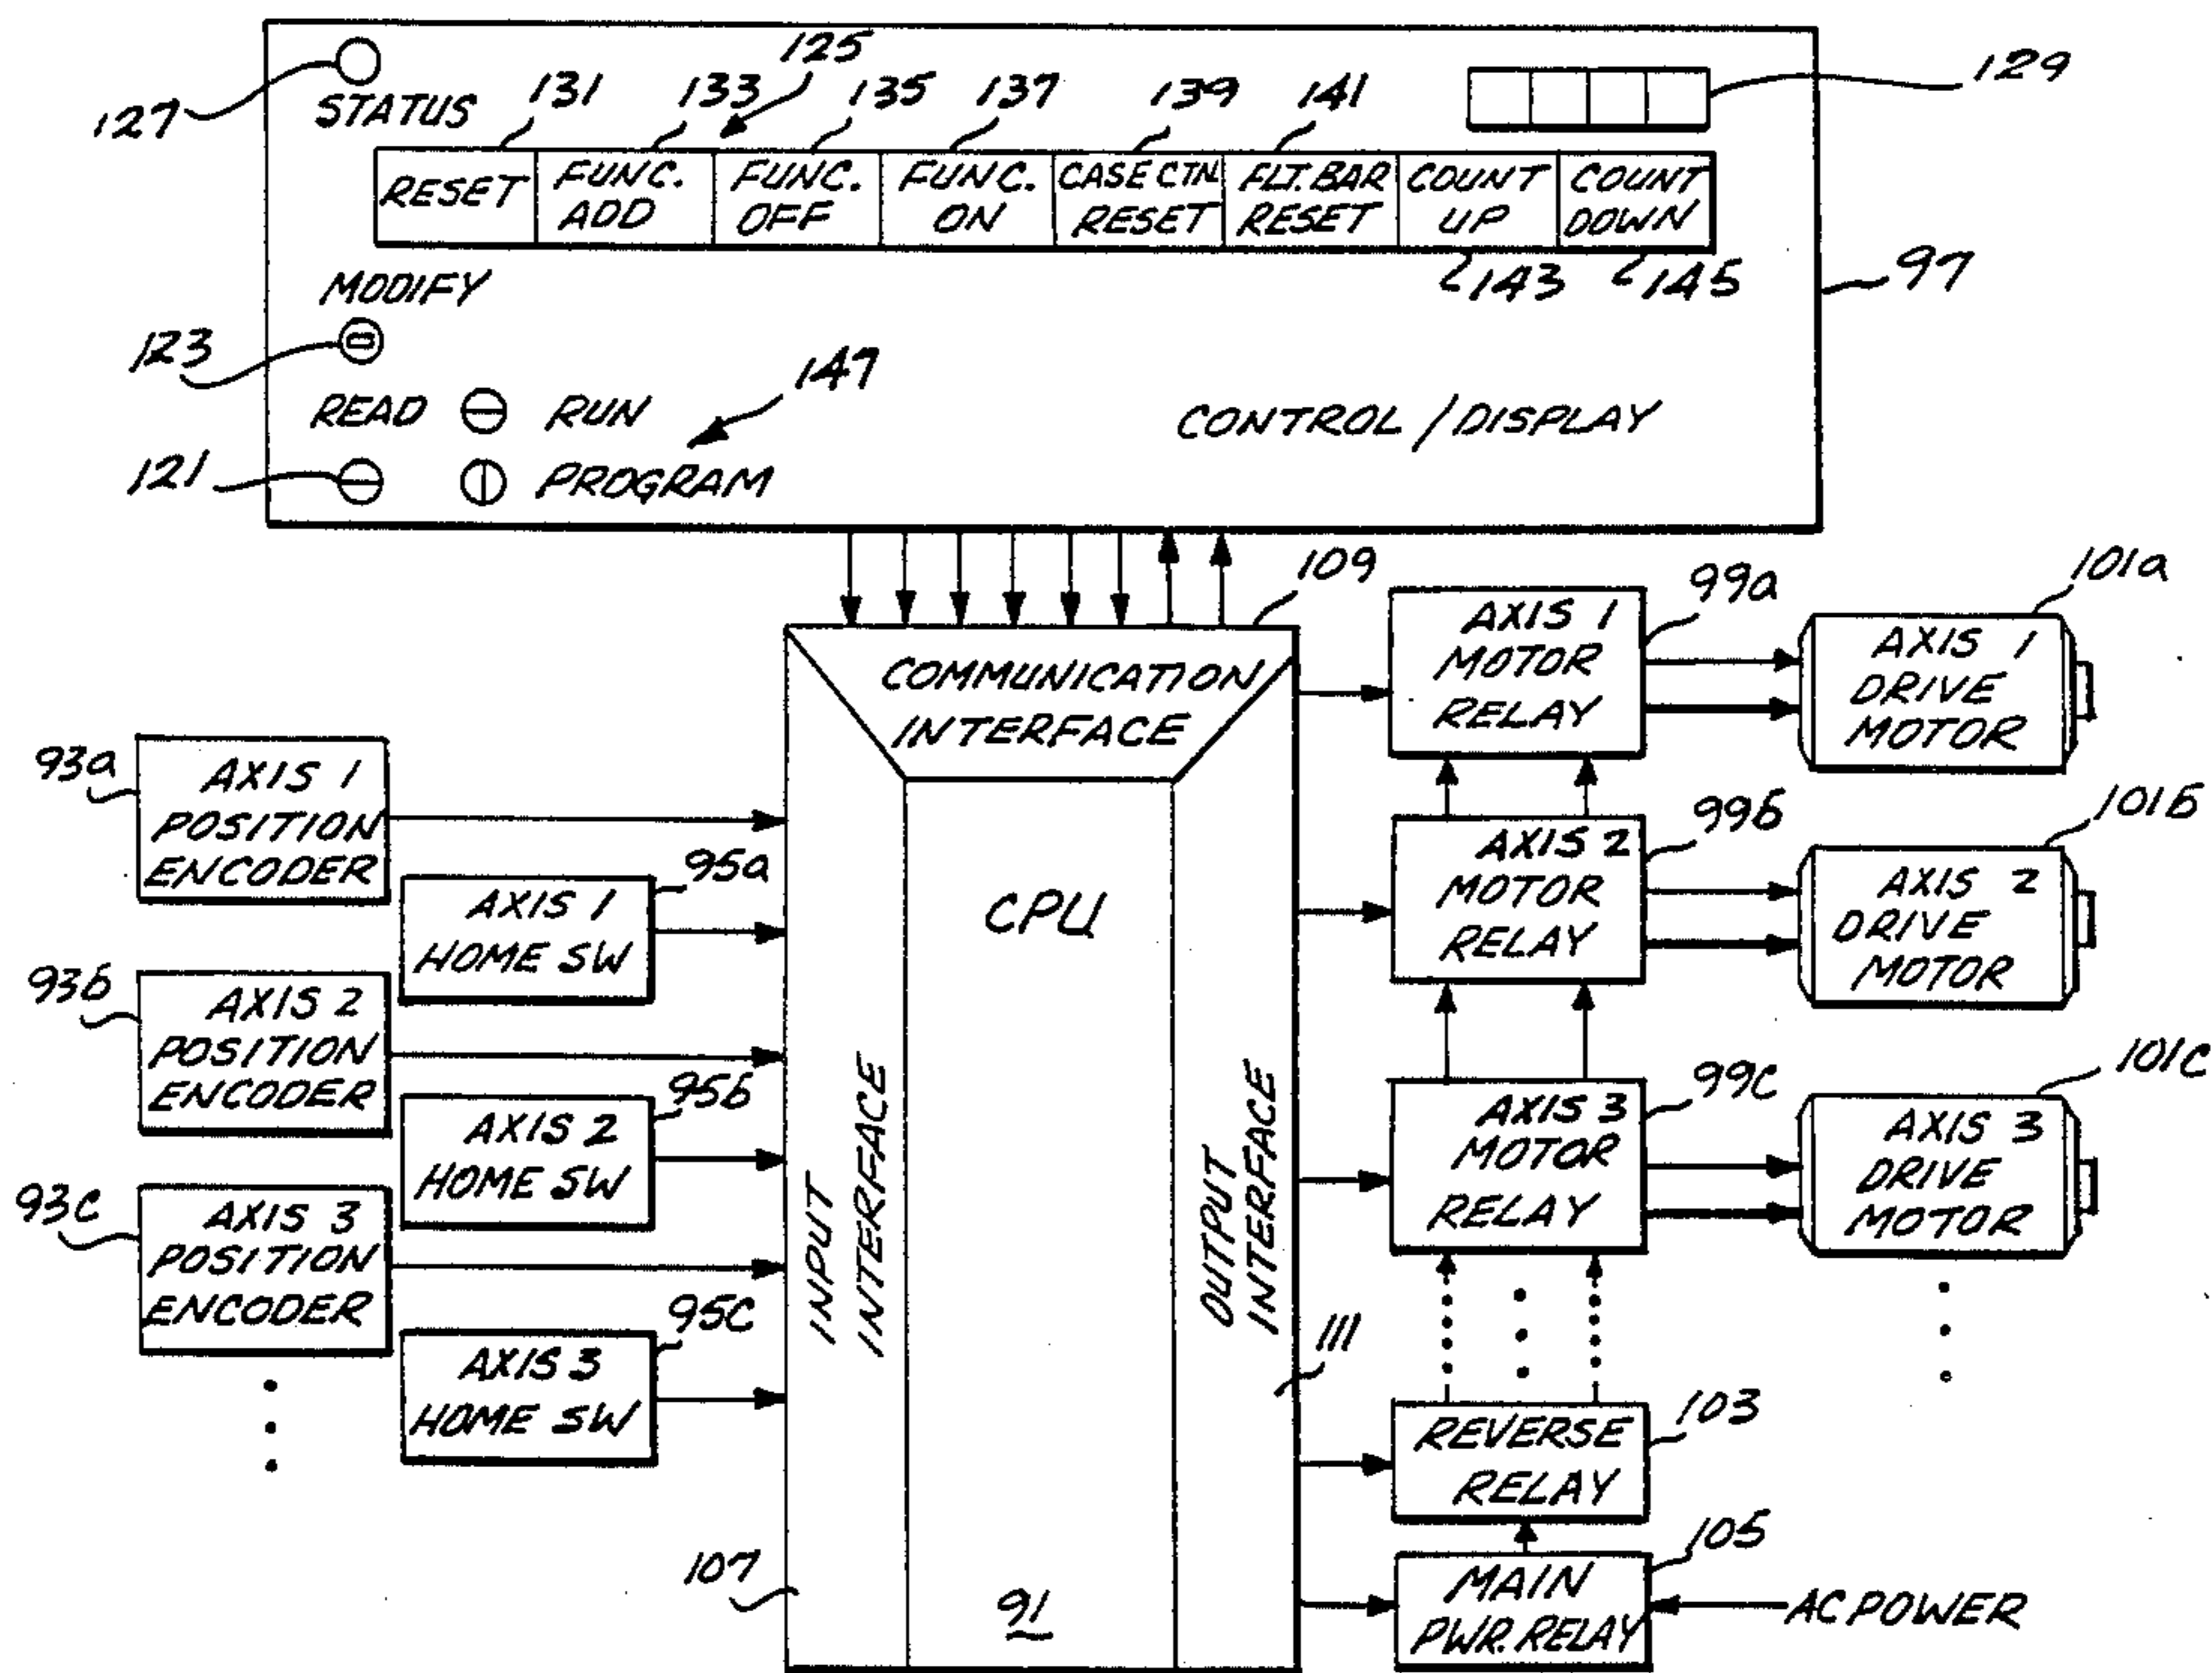 127
STATUS
125
129
131
133
135
137
139
141
RESET
FUNC.
ADD
FUNC.
OFF
FUNC.
ON
CASE CTN.
RESET
FLT. BAR
RESET
COUNT
UP
COUNT
DOWN
143
145
97
MODIFY
123
147
READ
RUN
121
PROGRAM
CONTROL/DISPLAY
109
COMMUNICATION
INTERFACE
93a
AXIS 1
POSITION
ENCODER
95a
AXIS 1
HOME SW
93b
AXIS 2
POSITION
ENCODER
95b
AXIS 2
HOME SW
93c
AXIS 3
POSITION
ENCODER
95c
AXIS 3
HOME SW
INPUT
INTERFACE
107
CPU
91
OUTPUT
INTERFACE
111
99a
AXIS 1
MOTOR
RELAY
101a
AXIS 1
DRIVE
MOTOR
99b
AXIS 2
MOTOR
RELAY
101b
AXIS 2
DRIVE
MOTOR
99c
AXIS 3
MOTOR
RELAY
101c
AXIS 3
DRIVE
MOTOR
103
REVERSE
RELAY
105
MAIN
PWR. RELAY
AC POWER